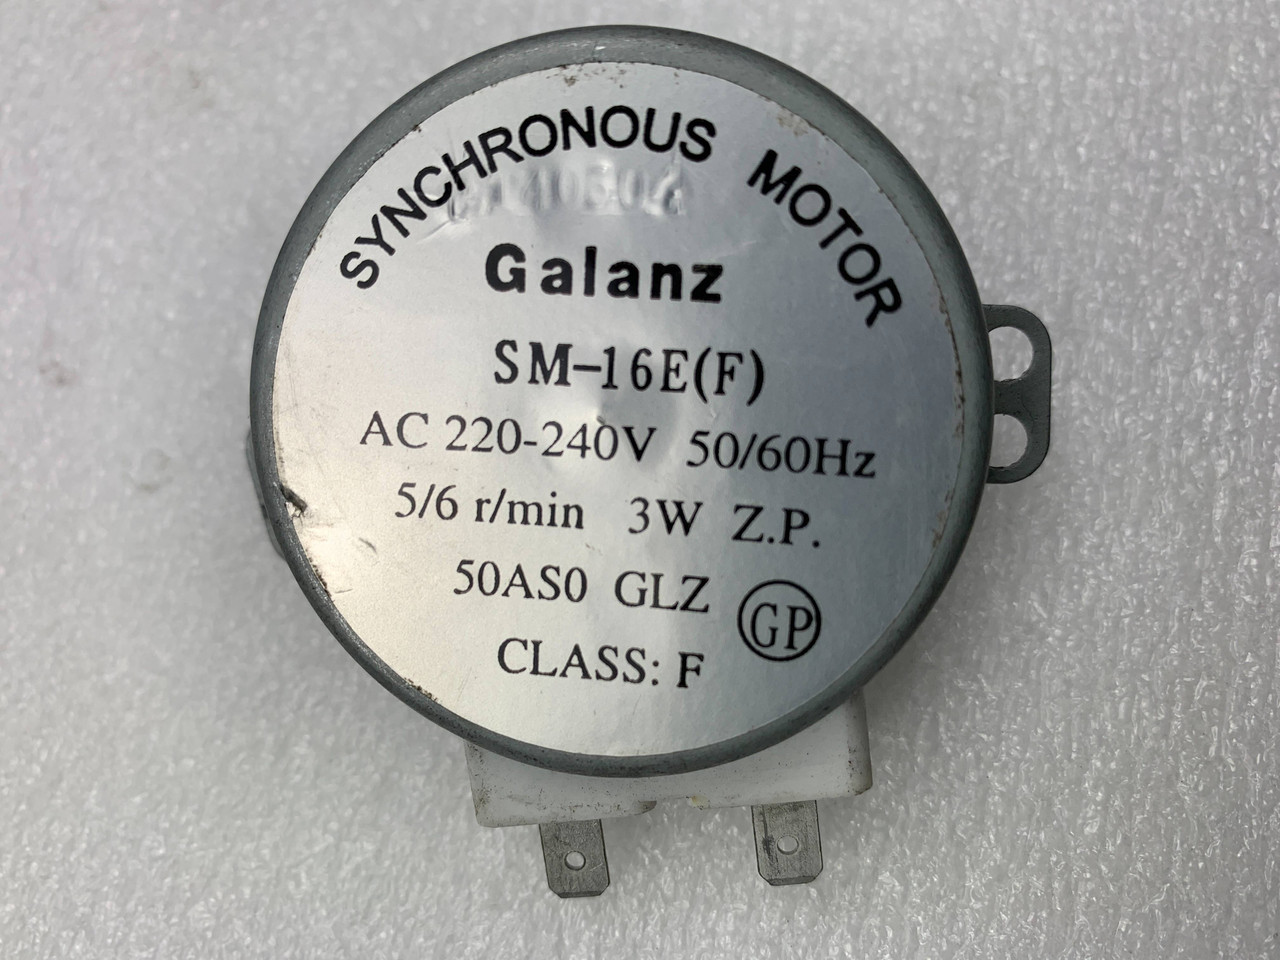 SYNCHRONOUS MOTOR
Galanz
SM-16E(F)
AC 220-240V 50/60Hz
5/6 r/min 3W Z.P.
50AS0 GLZ GP
CLASS: F